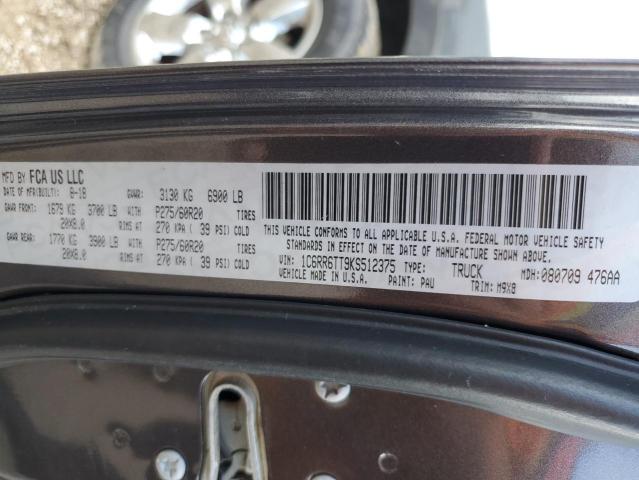 MFD BY FCA US LLC
DATE OF MFR(BUILT): 8-18 GVWR: 3130 KG 6900 LB
GAWR FRONT: 1679 KG 3700 LB WITH P275/60R20 TIRES
20X8.0 RIMS AT 270 KPA ( 39 PSI) COLD
GAWR REAR: 1770 KG 3900 LB WITH P275/60R20 TIRES
20X8.0 RIMS AT 270 KPA ( 39 PSI) COLD
THIS VEHICLE CONFORMS TO ALL APPLICABLE U.S.A. FEDERAL MOTOR VEHICLE SAFETY
STANDARDS IN EFFECT ON THE DATE OF MANUFACTURE SHOWN ABOVE.
VIN: 1C6RR6TT9KS512375 TYPE: TRUCK MDH: 080709 476AA
VEHICLE MADE IN U.S.A. PAINT: PAU TRIM: M9X8